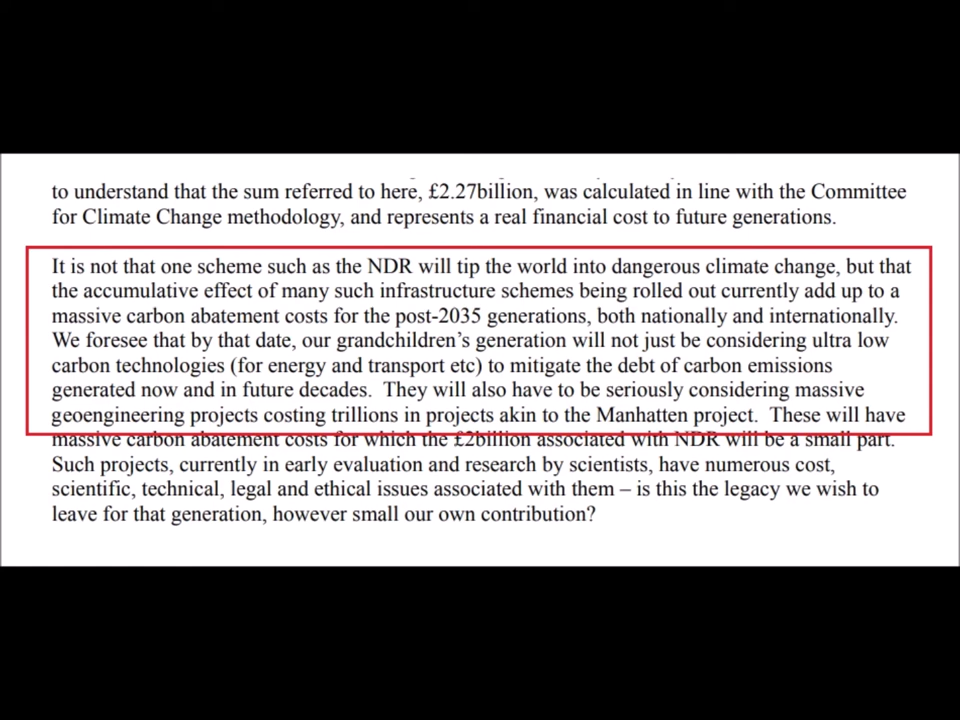 to understand that the sum referred to here, £2.27billion, was calculated in line with the Committee
for Climate Change methodology, and represents a real financial cost to future generations.
It is not that one scheme such as the NDR will tip the world into dangerous climate change, but that
the accumulative effect of many such infrastructure schemes being rolled out currently add up to a
massive carbon abatement costs for the post-2035 generations, both nationally and internationally.
We foresee that by that date, our grandchildren's generation will not just be considering ultra low
carbon technologies (for energy and transport etc) to mitigate the debt of carbon emissions
generated now and in future decades.  They will also have to be seriously considering massive
geoengineering projects costing trillions in projects akin to the Manhatten project.  These will have
massive carbon abatement costs for which the £2billion associated with NDR will be a small part.
Such projects, currently in early evaluation and research by scientists, have numerous cost,
scientific, technical, legal and ethical issues associated with them – is this the legacy we wish to
leave for that generation, however small our own contribution?